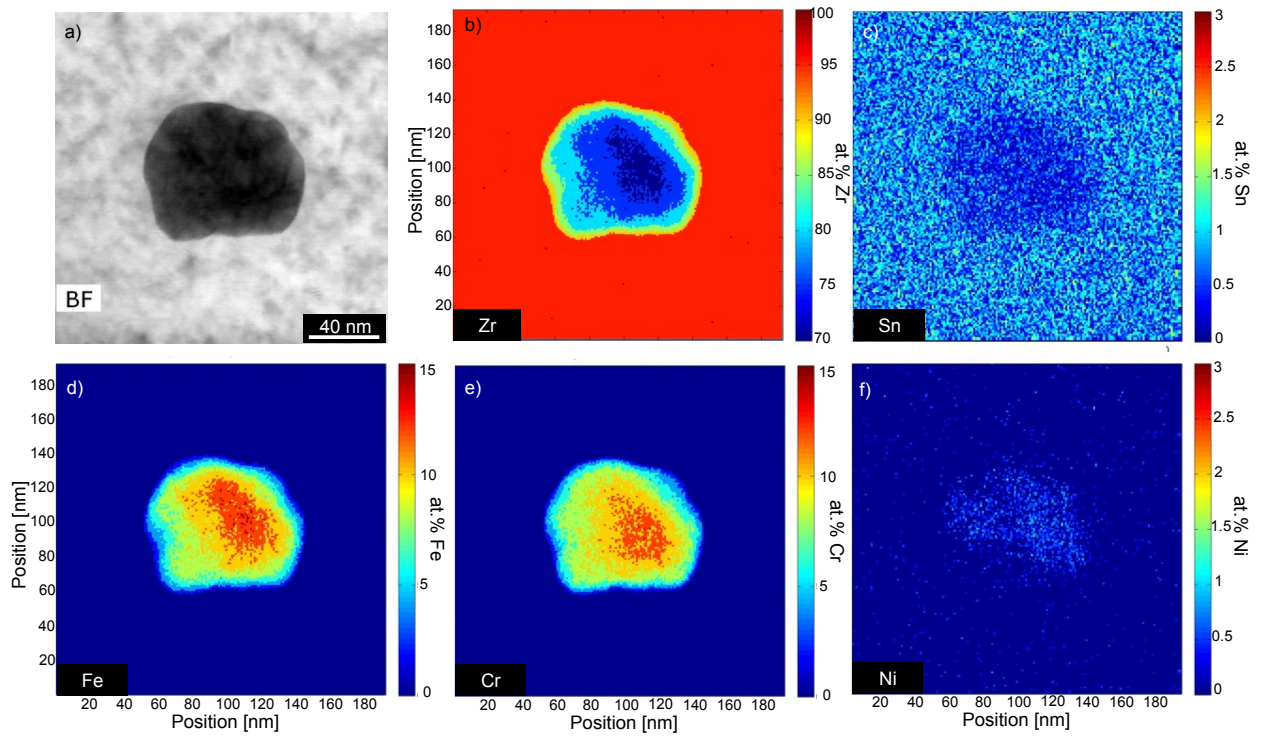 a)
BF
40 nm
b)
Position [nm]
180
160
140
120
100
80
60
40
20
Zr
100
95
90
85
80
75
70
at.% Zr
c)
Sn
3
2.5
2
1.5
1
0.5
0
at.% Sn
d)
Position [nm]
180
160
140
120
100
80
60
40
20
Fe
20 40 60 80 100 120 140 160 180
Position [nm]
15
10
5
0
at.% Fe
e)
Cr
20 40 60 80 100 120 140 160 180
Position [nm]
15
10
5
0
at.% Cr
f)
Ni
20 40 60 80 100 120 140 160 180
Position [nm]
3
2.5
2
1.5
1
0.5
0
at.% Ni